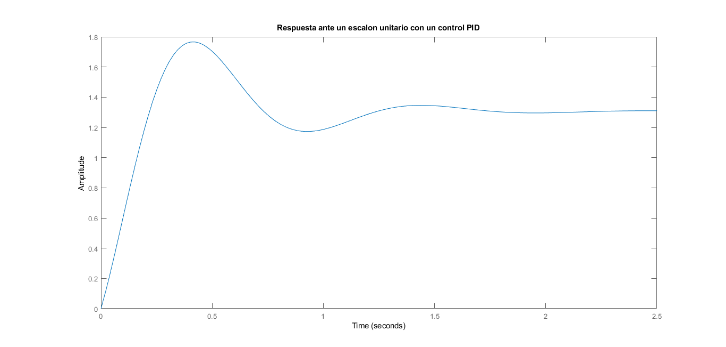 Respuesta ante un escalon unitario con un control PID
1.8
1.6
1.4
1.2
1
0.8
0.6
0.4
0.2
0
Amplitude
0 0.5 1 1.5 2 2.5
Time (seconds)